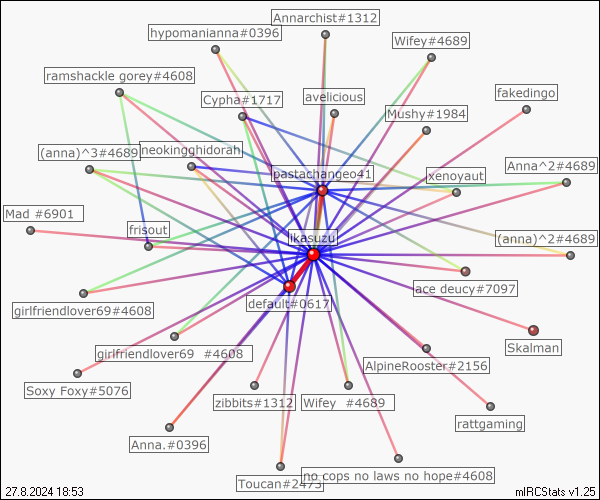 Annarchist#1312
hypomanianna#0396
Wifey#4689
ramshackle gorey#4608
fakedingo
Cypha#1717
avelicious
Mushy#1984
(anna)^3#4689
neokingghidorah
pastachangeo41
xenoyaut
Anna^2#4689
Mad #6901
frisout
ikasuzu
(anna)^2#4689
ace deucy#7097
girlfriendlover69#4608
default#0617
Skalman
girlfriendlover69 #4608
AlpineRooster#2156
Soxy Foxy#5076
zibbits#1312
Wifey #4689
rattgaming
Anna.#0396
no cops no laws no hope#4608
Toucan#2473
27.8.2024 18:53
mIRCStats v1.25